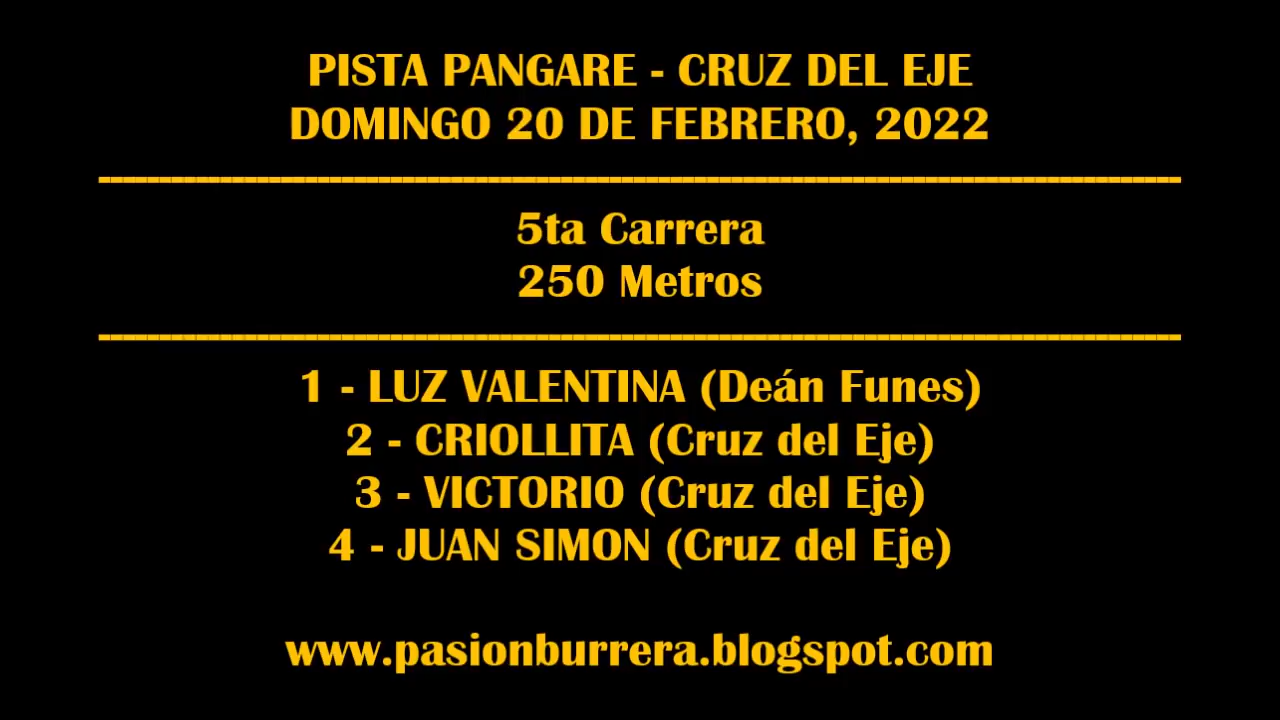 PISTA PANGARE - CRUZ DEL EJE
DOMINGO 20 DE FEBRERO, 2022
5ta Carrera
250 Metros
1 - LUZ VALENTINA (Deán Funes)
2 - CRIOLLITA (Cruz del Eje)
3 - VICTORIO (Cruz del Eje)
4 - JUAN SIMON (Cruz del Eje)
www.pasionburrera.blogspot.com